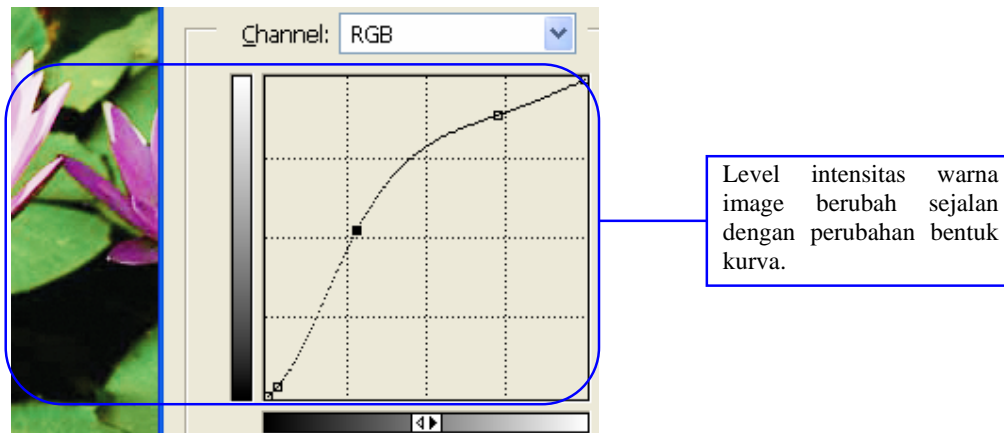 Channel: RGB
Level intensitas warna
image berubah sejalan
dengan perubahan bentuk
kurva.